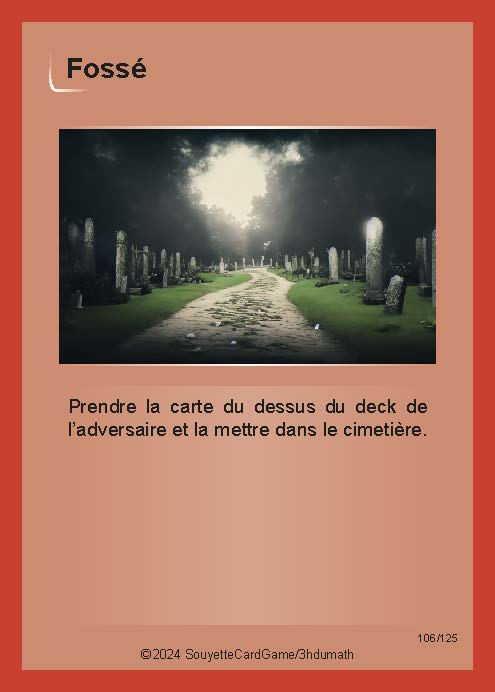 Fossé
Prendre la carte du dessus du deck de
l’adversaire et la mettre dans le cimetière.
106/125
©2024 SouyetteCardGame/3hdumath